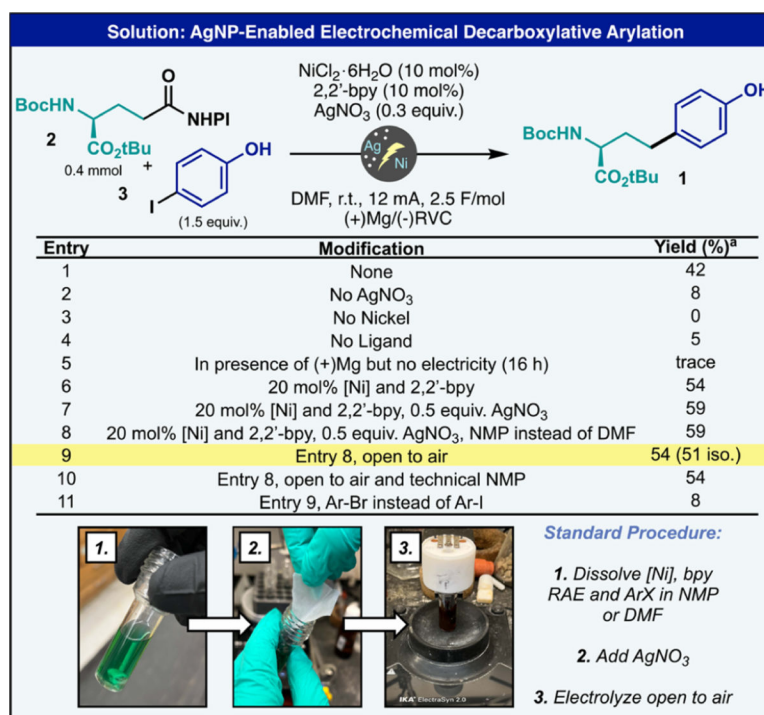 Solution: AgNP-Enabled Electrochemical Decarboxylative Arylation
NiCl₂·6H₂O (10 mol%)
2,2'-bpy (10 mol%)
AgNO₃ (0.3 equiv.)
BocHN
O
NHPI
CO₂tBu
2
0.4 mmol
+
3
OH
I
(1.5 equiv.)
Ag
Ni
DMF, r.t., 12 mA, 2.5 F/mol
(+)Mg/(-)RVC
OH
BocHN
CO₂tBu
1
Entry Modification Yield (%)ᵃ
1 None 42
2 No AgNO₃ 8
3 No Nickel 0
4 No Ligand 5
5 In presence of (+)Mg but no electricity (16 h) trace
6 20 mol% [Ni] and 2,2'-bpy 54
7 20 mol% [Ni] and 2,2'-bpy, 0.5 equiv. AgNO₃ 59
8 20 mol% [Ni] and 2,2'-bpy, 0.5 equiv. AgNO₃, NMP instead of DMF 59
9 Entry 8, open to air 54 (51 iso.)
10 Entry 8, open to air and technical NMP 54
11 Entry 9, Ar-Br instead of Ar-I 8
1.
2.
3.
IKA ElectraSyn 2.0
Standard Procedure:
1. Dissolve [Ni], bpy
RAE and ArX in NMP
or DMF
2. Add AgNO₃
3. Electrolyze open to air